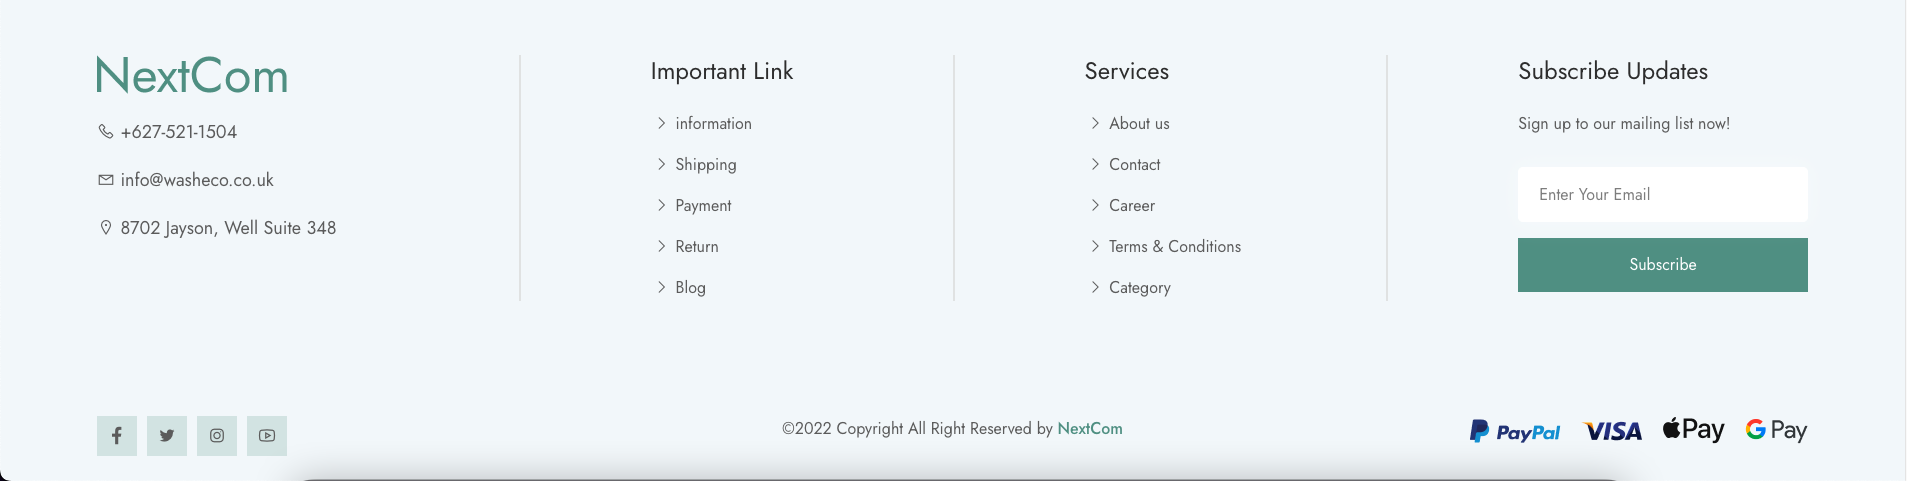 NextCom
+627-521-1504
info@washeco.co.uk
8702 Jayson, Well Suite 348
Important Link
information
Shipping
Payment
Return
Blog
Services
About us
Contact
Career
Terms & Conditions
Category
Subscribe Updates
Sign up to our mailing list now!
Enter Your Email
Subscribe
©2022 Copyright All Right Reserved by NextCom
PayPal VISA Pay G Pay